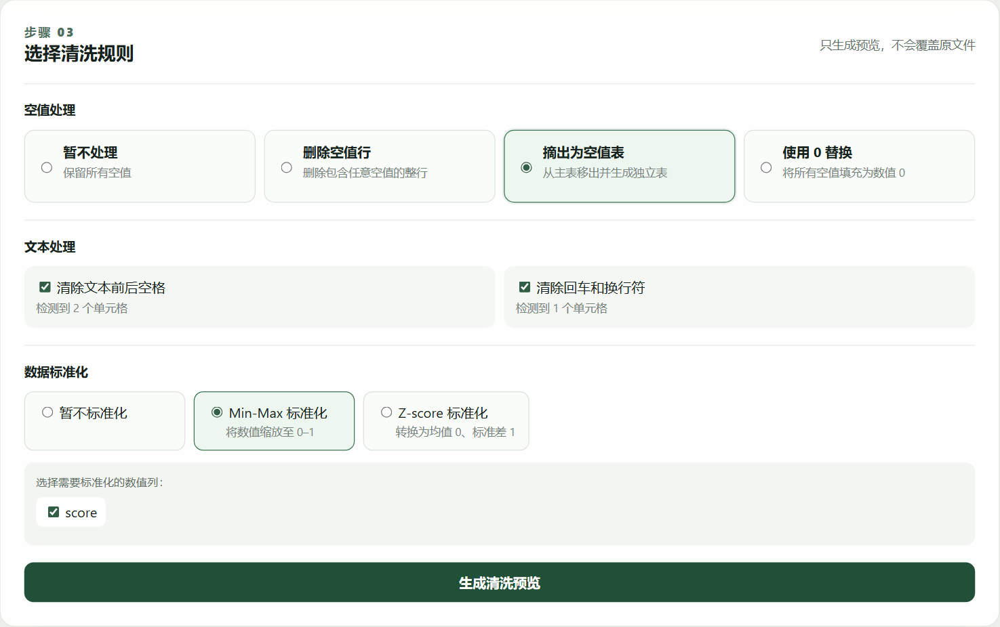 步骤 03
选择清洗规则
只生成预览，不会覆盖原文件
空值处理
暂不处理
保留所有空值
删除空值行
删除包含任意空值的整行
摘出为空值表
从主表移出并生成独立表
使用 0 替换
将所有空值填充为数值 0
文本处理
清除文本前后空格
检测到 2 个单元格
清除回车和换行符
检测到 1 个单元格
数据标准化
暂不标准化
Min-Max 标准化
将数值缩放至 0–1
Z-score 标准化
转换为均值 0、标准差 1
选择需要标准化的数值列：
score
生成清洗预览